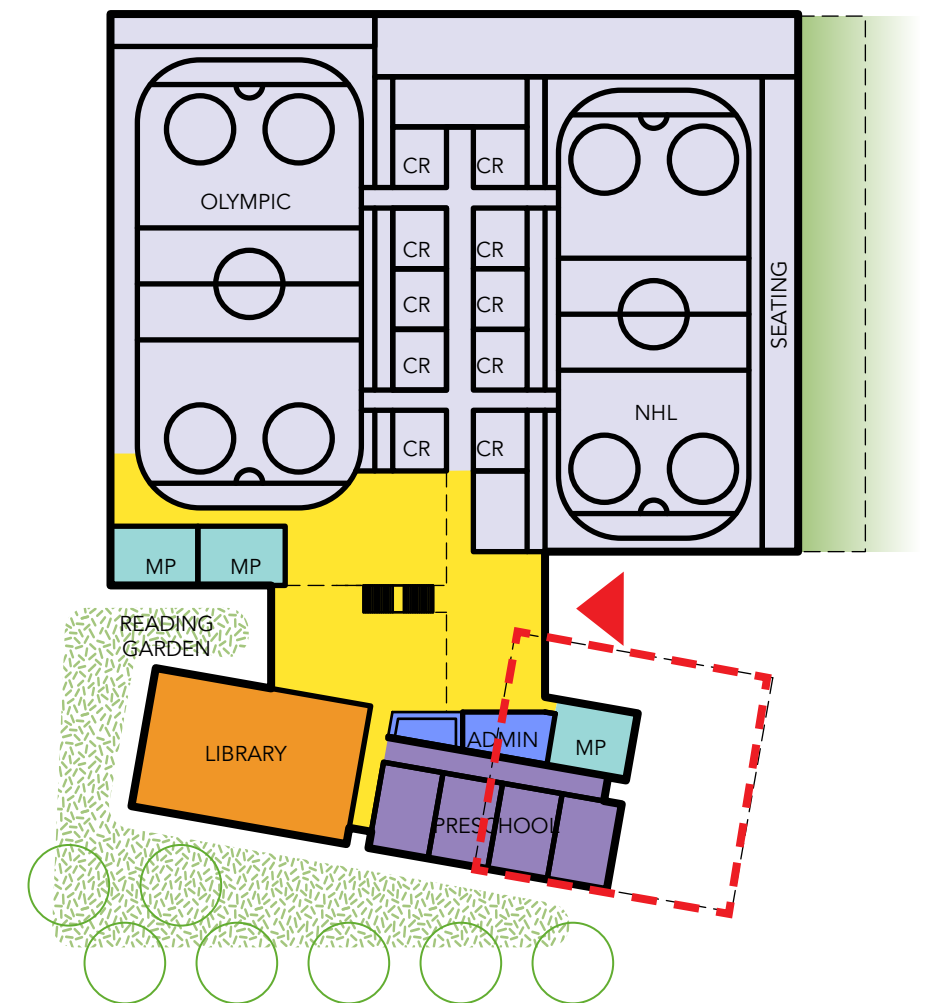 CR
CR
OLYMPIC
CR
CR
CR
CR
SEATING
CR
CR
NHL
CR
CR
MP
MP
READING
GARDEN
ADMIN
MP
LIBRARY
PRESCHOOL